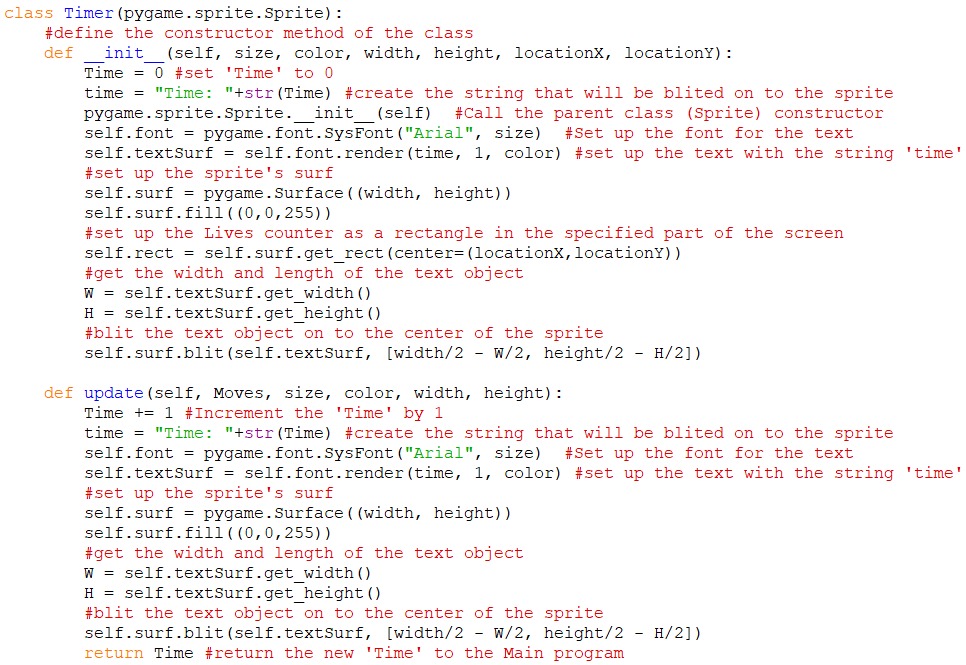 class Timer(pygame.sprite.Sprite):
    #define the constructor method of the class
    def __init__(self, size, color, width, height, locationX, locationY):
        Time = 0 #set 'Time' to 0
        time = "Time: "+str(Time) #create the string that will be blited on to the sprite
        pygame.sprite.Sprite.__init__(self)  #Call the parent class (Sprite) constructor
        self.font = pygame.font.SysFont("Arial", size)  #Set up the font for the text
        self.textSurf = self.font.render(time, 1, color) #set up the text with the string 'time'
        #set up the sprite's surf
        self.surf = pygame.Surface((width, height))
        self.surf.fill((0,0,255))
        #set up the Lives counter as a rectangle in the specified part of the screen
        self.rect = self.surf.get_rect(center=(locationX,locationY))
        #get the width and length of the text object
        W = self.textSurf.get_width()
        H = self.textSurf.get_height()
        #blit the text object on to the center of the sprite
        self.surf.blit(self.textSurf, [width/2 - W/2, height/2 - H/2])

    def update(self, Moves, size, color, width, height):
        Time += 1 #Increment the 'Time' by 1
        time = "Time: "+str(Time) #create the string that will be blited on to the sprite
        self.font = pygame.font.SysFont("Arial", size)  #Set up the font for the text
        self.textSurf = self.font.render(time, 1, color) #set up the text with the string 'time'
        #set up the sprite's surf
        self.surf = pygame.Surface((width, height))
        self.surf.fill((0,0,255))
        #get the width and length of the text object
        W = self.textSurf.get_width()
        H = self.textSurf.get_height()
        #blit the text object on to the center of the sprite
        self.surf.blit(self.textSurf, [width/2 - W/2, height/2 - H/2])
        return Time #return the new 'Time' to the Main program